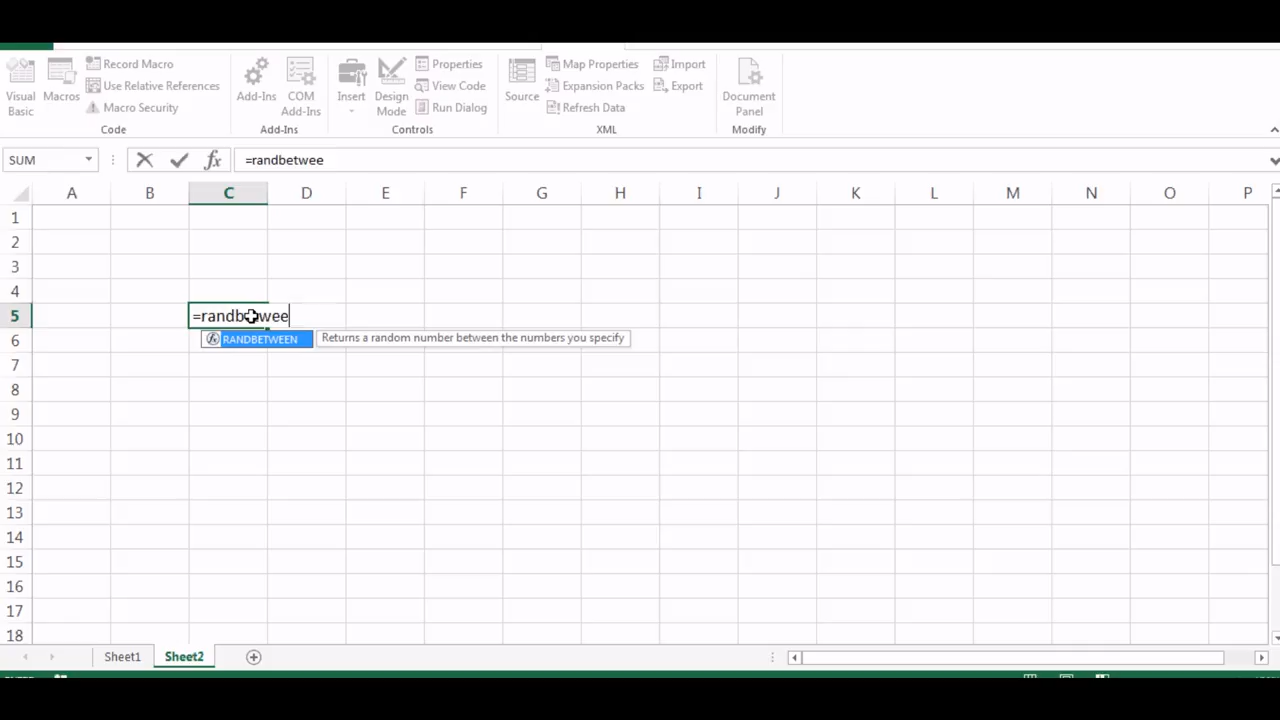 Record Macro
Use Relative References
Macro Security
Visual Basic
Macros
Code
Add-Ins
COM Add-Ins
Add-Ins
Insert
Design Mode
Properties
View Code
Run Dialog
Controls
Source
Map Properties
Expansion Packs
Refresh Data
Import
Export
XML
Document Panel
Modify
SUM
fx
=randbetwee
A B C D E F G H I J K L M N O P
1
2
3
4
5 =randbetwee
RANDBETWEEN Returns a random number between the numbers you specify
6
7
8
9
10
11
12
13
14
15
16
17
18
Sheet1 Sheet2